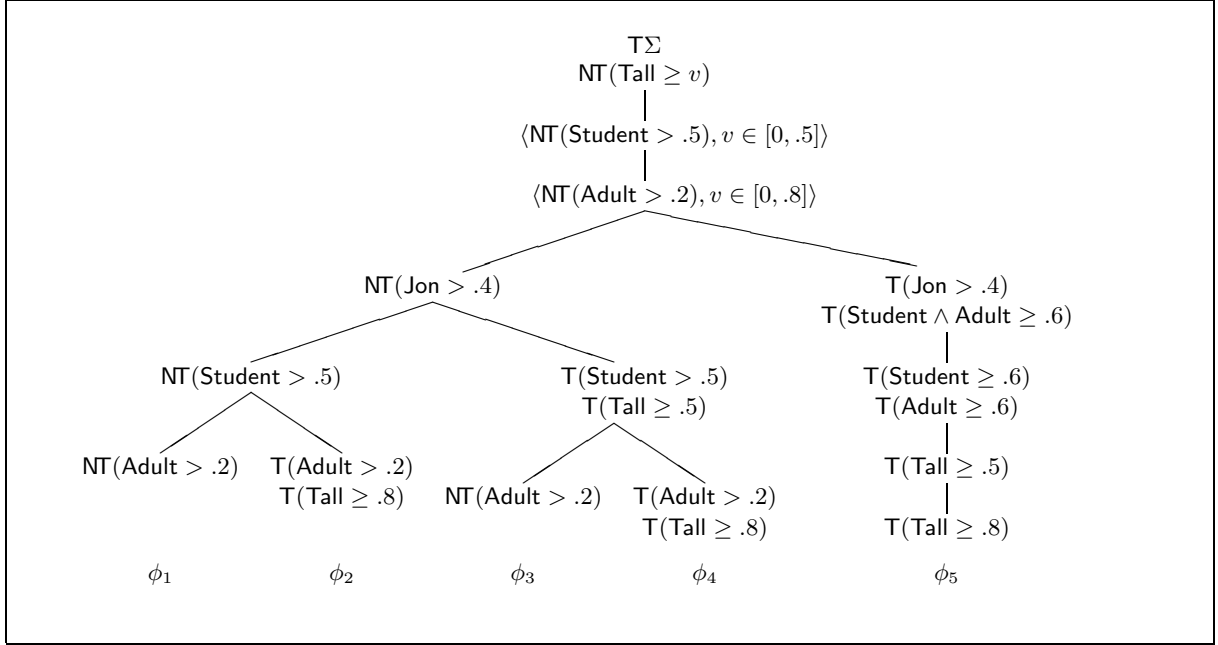 TΣ
NT(Tall ≥ v)
⟨NT(Student > .5), v ∈ [0, .5]⟩
⟨NT(Adult > .2), v ∈ [0, .8]⟩
NT(Jon > .4) T(Jon > .4)
T(Student ∧ Adult ≥ .6)
NT(Student > .5) T(Student > .5) T(Student ≥ .6)
T(Tall ≥ .5) T(Adult ≥ .6)
NT(Adult > .2) T(Adult > .2) T(Tall ≥ .5)
T(Tall ≥ .8) NT(Adult > .2) T(Adult > .2)
T(Tall ≥ .8) T(Tall ≥ .8)
ϕ1 ϕ2 ϕ3 ϕ4 ϕ5